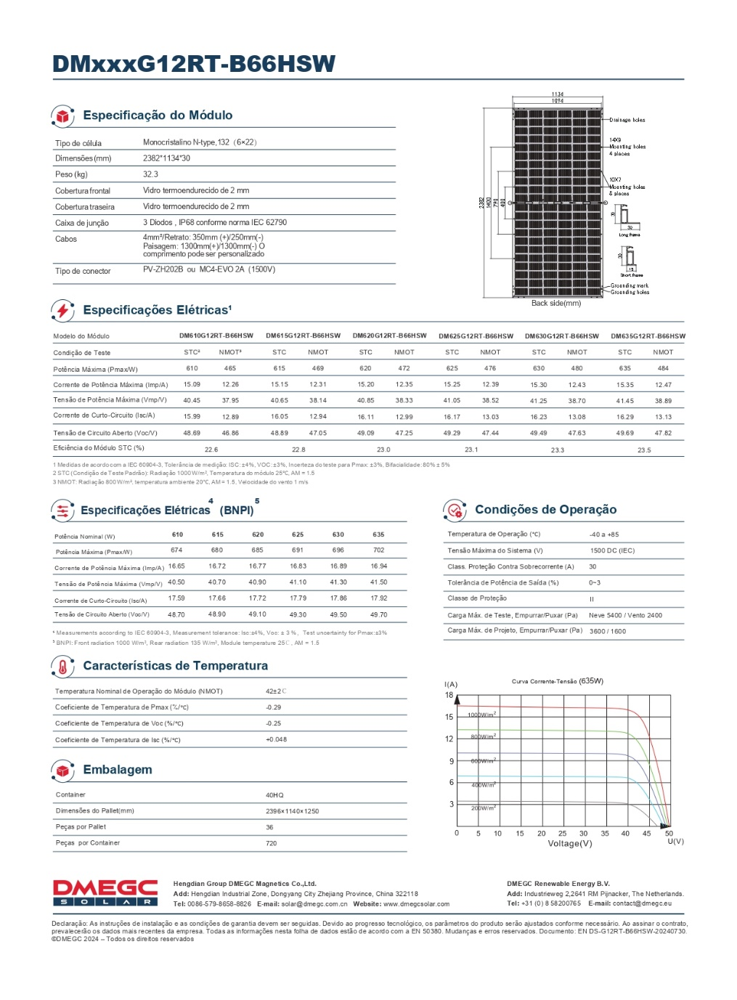 DMxxxG12RT-B66HSW
Especificação do Módulo
Tipo de célula Monocristalino N-type,132（6×22）
Dimensões(mm) 2382*1134*30
Peso (kg) 32.3
Cobertura frontal Vidro termoendurecido de 2 mm
Cobertura traseira Vidro termoendurecido de 2 mm
Caixa de junção 3 Diodos , IP68 conforme norma IEC 62790
Cabos 4mm²/Retrato: 350mm (+)/250mm(-)
Paisagem: 1300mm(+)/1300mm(-) O
comprimento pode ser personalizado
Tipo de conector PV-ZH202B ou MC4-EVO 2A (1500V)
1134
1094
Drainage holes
14X9
Mounting holes
4 places
10X7
Mounting holes
8 places
2382
1400
790
400
30
30
Long frame
30
15
Short frame
Grounding mark
Grounding holes
Back side(mm)
Especificações Elétricas¹
Modelo do Módulo DM610G12RT-B66HSW DM615G12RT-B66HSW DM620G12RT-B66HSW DM625G12RT-B66HSW DM630G12RT-B66HSW DM635G12RT-B66HSW
Condição de Teste STC² NMOT³ STC NMOT STC NMOT STC NMOT STC NMOT STC NMOT
Potência Máxima (Pmax/W) 610 465 615 469 620 472 625 476 630 480 635 484
Corrente de Potência Máxima (Imp/A) 15.09 12.26 15.15 12.31 15.20 12.35 15.25 12.39 15.30 12.43 15.35 12.47
Tensão de Potência Máxima (Vmp/V) 40.45 37.95 40.65 38.14 40.85 38.33 41.05 38.52 41.25 38.70 41.45 38.89
Corrente de Curto-Circuito (Isc/A) 15.99 12.89 16.05 12.94 16.11 12.99 16.17 13.03 16.23 13.08 16.29 13.13
Tensão de Circuito Aberto (Voc/V) 48.69 46.86 48.89 47.05 49.09 47.25 49.29 47.44 49.49 47.63 49.69 47.82
Eficiência do Módulo STC (%) 22.6 22.8 23.0 23.1 23.3 23.5
1 Medidas de acordo com a IEC 60904-3, Tolerância de medição: ISC: ±4%, VOC: ±3%, Incerteza do teste para Pmax: ±3%, Bifacialidade: 80% ± 5%
2 STC (Condição de Teste Padrão): Radiação 1000 W/m², Temperatura do módulo 25℃, AM = 1.5
3 NMOT: Radiação 800 W/m², temperatura ambiente 20℃, AM = 1.5, Velocidade do vento 1 m/s
Especificações Elétricas⁴ (BNPI)⁵
Potência Nominal (W) 610 615 620 625 630 635
Potência Máxima (Pmax/W) 674 680 685 691 696 702
Corrente de Potência Máxima (Imp/A) 16.65 16.72 16.77 16.83 16.89 16.94
Tensão de Potência Máxima (Vmp/V) 40.50 40.70 40.90 41.10 41.30 41.50
Corrente de Curto-Circuito (Isc/A) 17.59 17.66 17.72 17.79 17.86 17.92
Tensão de Circuito Aberto (Voc/V) 48.70 48.90 49.10 49.30 49.50 49.70
⁴ Measurements according to IEC 60904-3, Measurement tolerance: Isc:±4%, Voc: ± 3 %, Test uncertainty for Pmax:±3%
⁵ BNPI: Front radiation 1000 W/m², Rear radiation 135 W/m², Module temperature 25℃, AM = 1.5
Condições de Operação
Temperatura de Operação (℃) -40 a +85
Tensão Máxima do Sistema (V) 1500 DC (IEC)
Class. Proteção Contra Sobrecorrente (A) 30
Tolerância de Potência de Saída (%) 0~3
Classe de Proteção II
Carga Máx. de Teste, Empurrar/Puxar (Pa) Neve 5400 / Vento 2400
Carga Máx. de Projeto, Empurrar/Puxar (Pa) 3600 / 1600
Características de Temperatura
Temperatura Nominal de Operação do Módulo (NMOT) 42±2℃
Coeficiente de Temperatura de Pmax (%/℃) -0.29
Coeficiente de Temperatura de Voc (%/℃) -0.25
Coeficiente de Temperatura de Isc (%/℃) +0.048
Embalagem
Container 40HQ
Dimensões do Pallet(mm) 2396×1140×1250
Peças por Pallet 36
Peças por Container 720
Curva Corrente-Tensão (635W)
I(A)
18
15 1000W/m²
12 800W/m²
9 600W/m²
6 400W/m²
3 200W/m²
0 5 10 15 20 25 30 35 40 45 50
Voltage(V) U(V)
DMEGC
SOLAR
Hengdian Group DMEGC Magnetics Co.,Ltd.
Add: Hengdian Industrial Zone, Dongyang City Zhejiang Province, China 322118
Tel: 0086-579-8658-8826 E-mail: solar@dmegc.com.cn Website: www.dmegcsolar.com
DMEGC Renewable Energy B.V.
Add: Industrieweg 2,2641 RM Pijnacker, The Netherlands.
Tel: +31 (0) 8 58200765 E-mail: contact@dmegc.eu
Declaração: As instruções de instalação e as condições de garantia devem ser seguidas. Devido ao progresso tecnológico, os parâmetros do produto serão ajustados conforme necessário. Ao assinar o contrato,
prevalecerão os dados mais recentes da empresa. Todas as informações nesta folha de dados estão de acordo com a EN 50380. Mudanças e erros reservados. Documento: EN DS-G12RT-B66HSW-20240730.
©DMEGC 2024 – Todos os direitos reservados